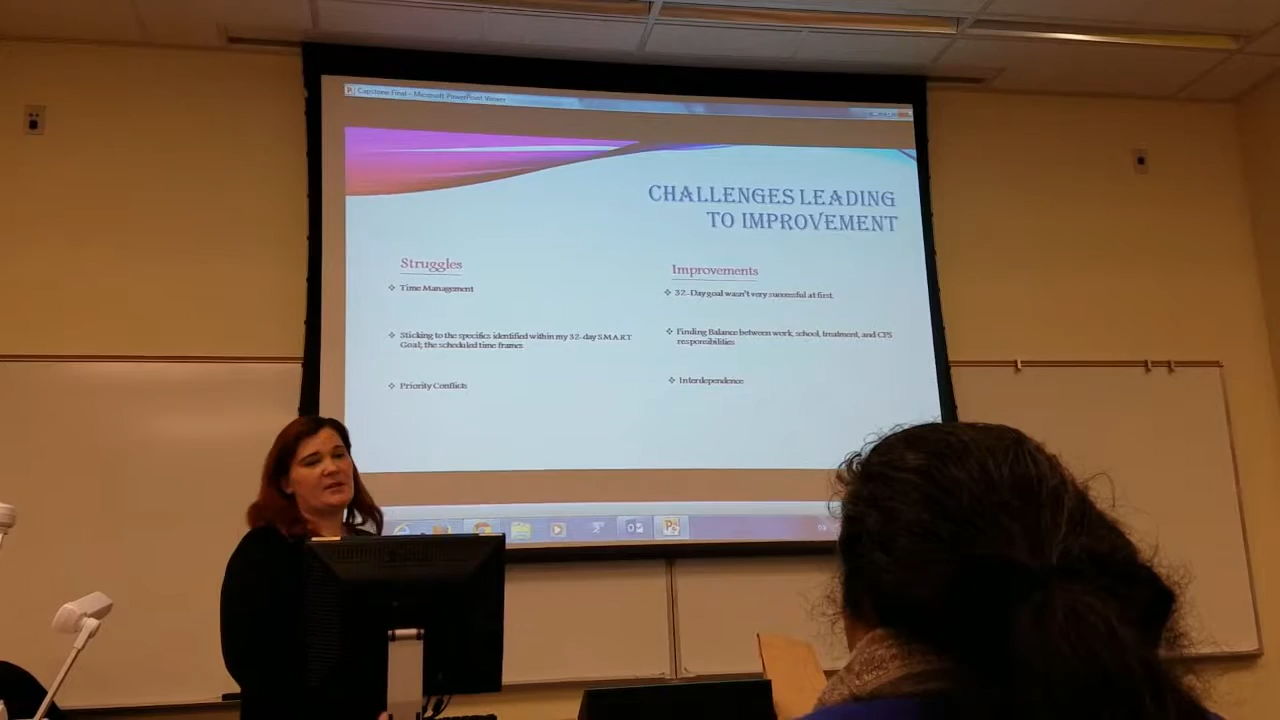 Capstone Final - Microsoft PowerPoint Viewer
CHALLENGES LEADING
TO IMPROVEMENT
Struggles
❖ Time Management
❖ Sticking to the specifics identified within my 32-day SMART
Goal; the scheduled time frames
❖ Priority Conflicts
Improvements
❖ 32-Day goal wasn't very successful at first.
❖ Finding Balance between work, school, treatment, and CPS
responsibilities
❖ Interdependence